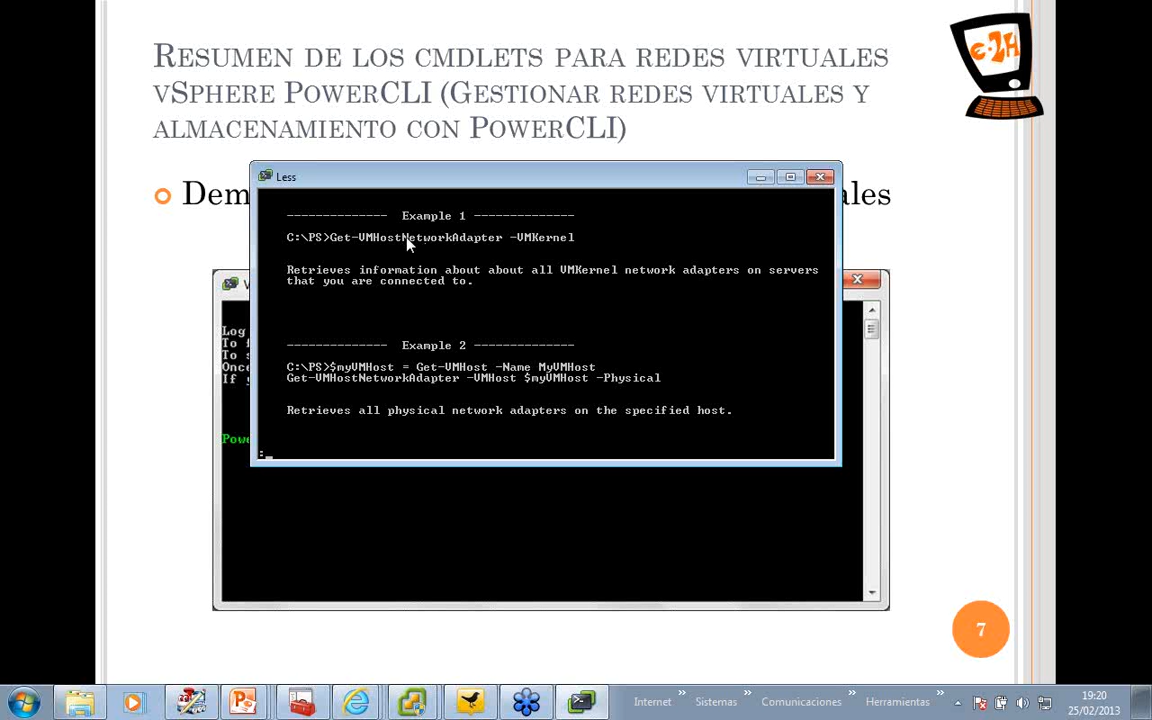 RESUMEN DE LOS CMDLETS PARA REDES VIRTUALES
VSPHERE POWERCLI (GESTIONAR REDES VIRTUALES Y
ALMACENAMIENTO CON POWERCLI)
e-2H
Dem
ales
Less
-------------- Example 1 --------------
C:\PS>Get-VMHostNetworkAdapter -VMKernel
Retrieves information about about all VMKernel network adapters on servers
that you are connected to.
-------------- Example 2 --------------
C:\PS>$myVMHost = Get-VMHost -Name MyVMHost
Get-VMHostNetworkAdapter -VMHost $myVMHost -Physical
Retrieves all physical network adapters on the specified host.
:
V
Log
To f
To s
Once
If y
Powe
7
Internet
Sistemas
Comunicaciones
Herramientas
19:20
25/02/2013